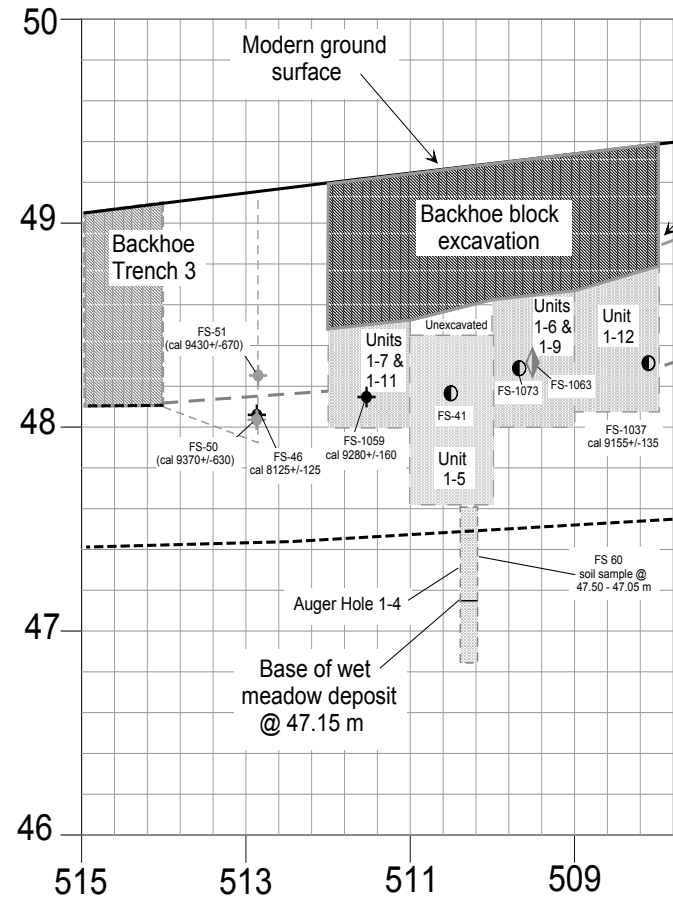 50
Modern ground
surface
49
Backhoe block
excavation
Backhoe
Trench 3
FS-51
(cal 9430+/-670)
Unexcavated
Units
1-7 &
1-11
Units
1-6 &
1-9
Unit
1-12
FS-1073
FS-1063
FS-41
48
FS-50
(cal 9370+/-630)
FS-46
cal 8125+/-125
FS-1059
cal 9280+/-160
FS-1037
cal 9155+/-135
Unit
1-5
FS 60
soil sample @
47.50 - 47.05 m
Auger Hole 1-4
47
Base of wet
meadow deposit
@ 47.15 m
46
515
513
511
509